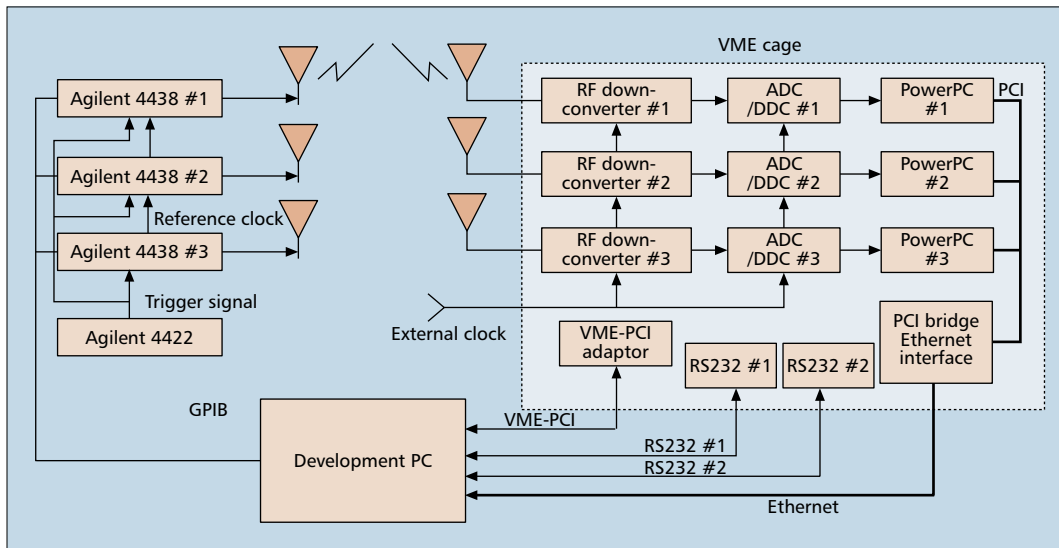 VME cage
Agilent 4438 #1
RF down-
converter #1
ADC
/DDC #1
PowerPC
#1
PCI
Agilent 4438 #2
RF down-
converter #2
ADC
/DDC #2
PowerPC
#2
Reference clock
Agilent 4438 #3
RF down-
converter #3
ADC
/DDC #3
PowerPC
#3
Trigger signal
External clock
Agilent 4422
VME-PCI
adaptor
RS232 #1
RS232 #2
PCI bridge
Ethernet
interface
GPIB
Development PC
VME-PCI
RS232 #1
RS232 #2
Ethernet